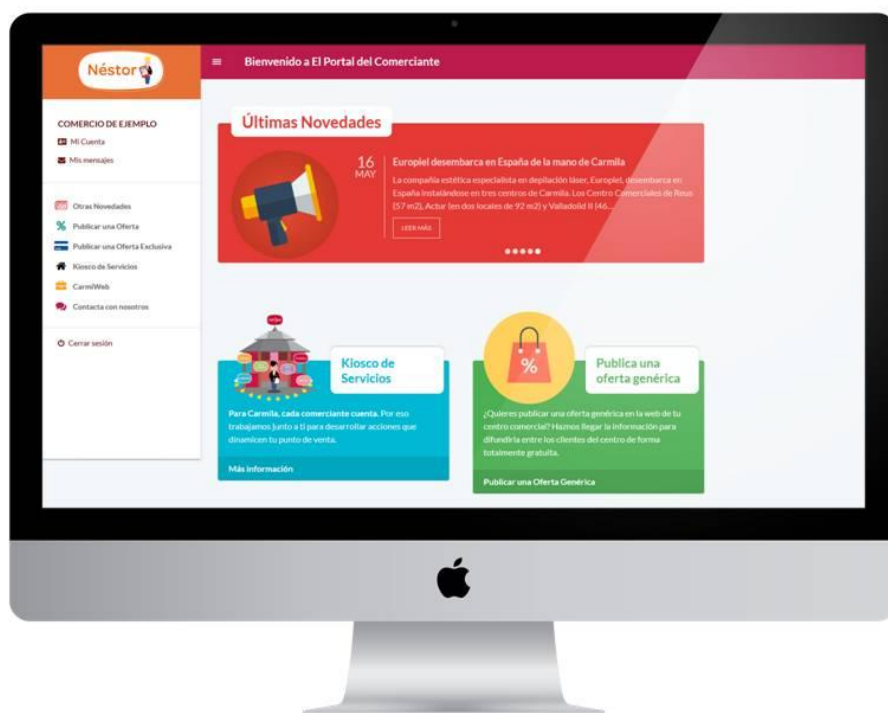 Néstor
Bienvenido a El Portal del Comerciante
COMERCIO DE EJEMPLO
Mi Cuenta
Mis mensajes
Otras Novedades
Publicar una Oferta
Publicar una Oferta Exclusiva
Kiosco de Servicios
CarmiWeb
Contacta con nosotros
Cerrar sesión
Últimas Novedades
16
MAY
Europiel desembarca en España de la mano de Carmila
La compañía estética especialista en depilación láser, Europiel, desembarca en
España instalándose en tres centros de Carmila. Los Centro Comerciales de Reus
(57 m2), Actur (en dos locales de 92 m2) y Valladolid II (46...
LEER MÁS
Kiosco de
Servicios
Para Carmila, cada comerciante cuenta. Por eso
trabajamos junto a ti para desarrollar acciones que
dinamicen tu punto de venta.
Más información
%
Publica una
oferta genérica
¿Quieres publicar una oferta genérica en la web de tu
centro comercial? Haznos llegar la información para
difundirla entre los clientes del centro de forma
totalmente gratuita.
Publicar una Oferta Genérica